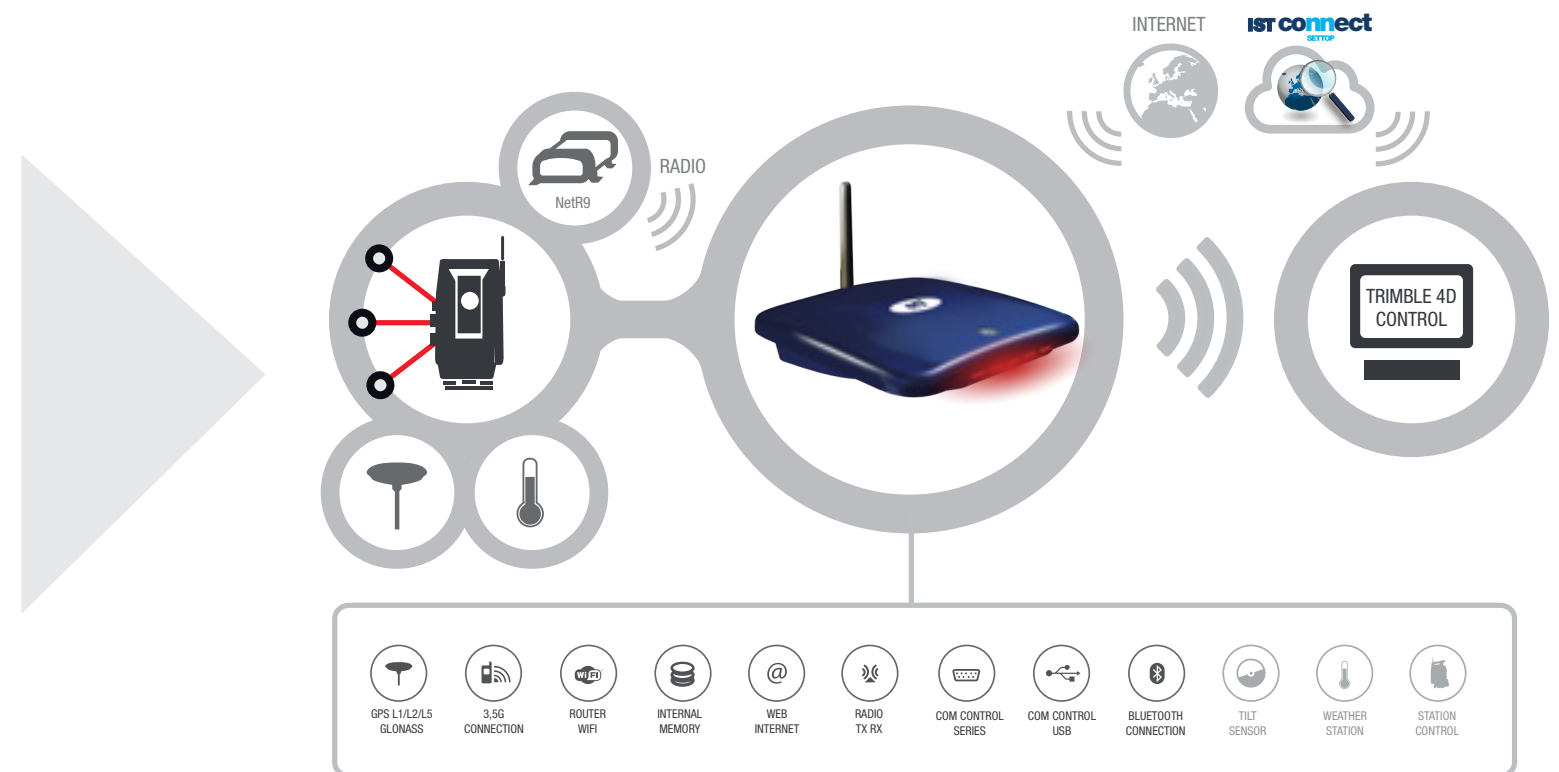 INTERNET
IST connect
SETTOP
NetR9
RADIO
TRIMBLE 4D
CONTROL
GPS L1/L2/L5
GLONASS
3,5G
CONNECTION
WiFi
ROUTER
WIFI
INTERNAL
MEMORY
@
WEB
INTERNET
RADIO
TX RX
COM CONTROL
SERIES
COM CONTROL
USB
BLUETOOTH
CONNECTION
TILT
SENSOR
WEATHER
STATION
STATION
CONTROL